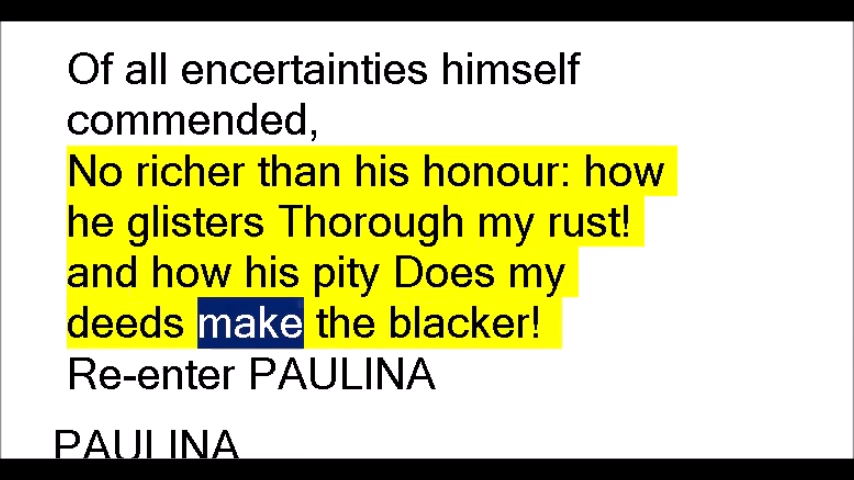 Of all encertainties himself
commended,
No richer than his honour: how
he glisters Thorough my rust!
and how his pity Does my
deeds make the blacker!
Re-enter PAULINA
PAULINA